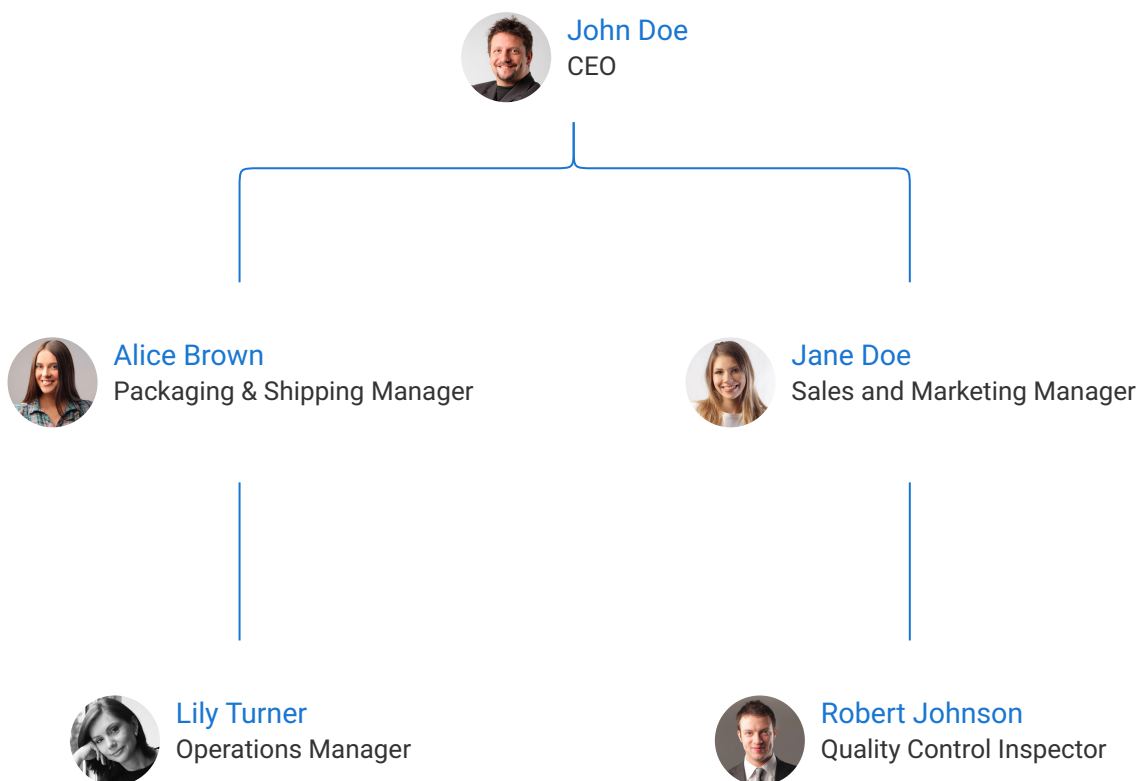 John Doe
CEO
Alice Brown
Packaging & Shipping Manager
Jane Doe
Sales and Marketing Manager
Lily Turner
Operations Manager
Robert Johnson
Quality Control Inspector